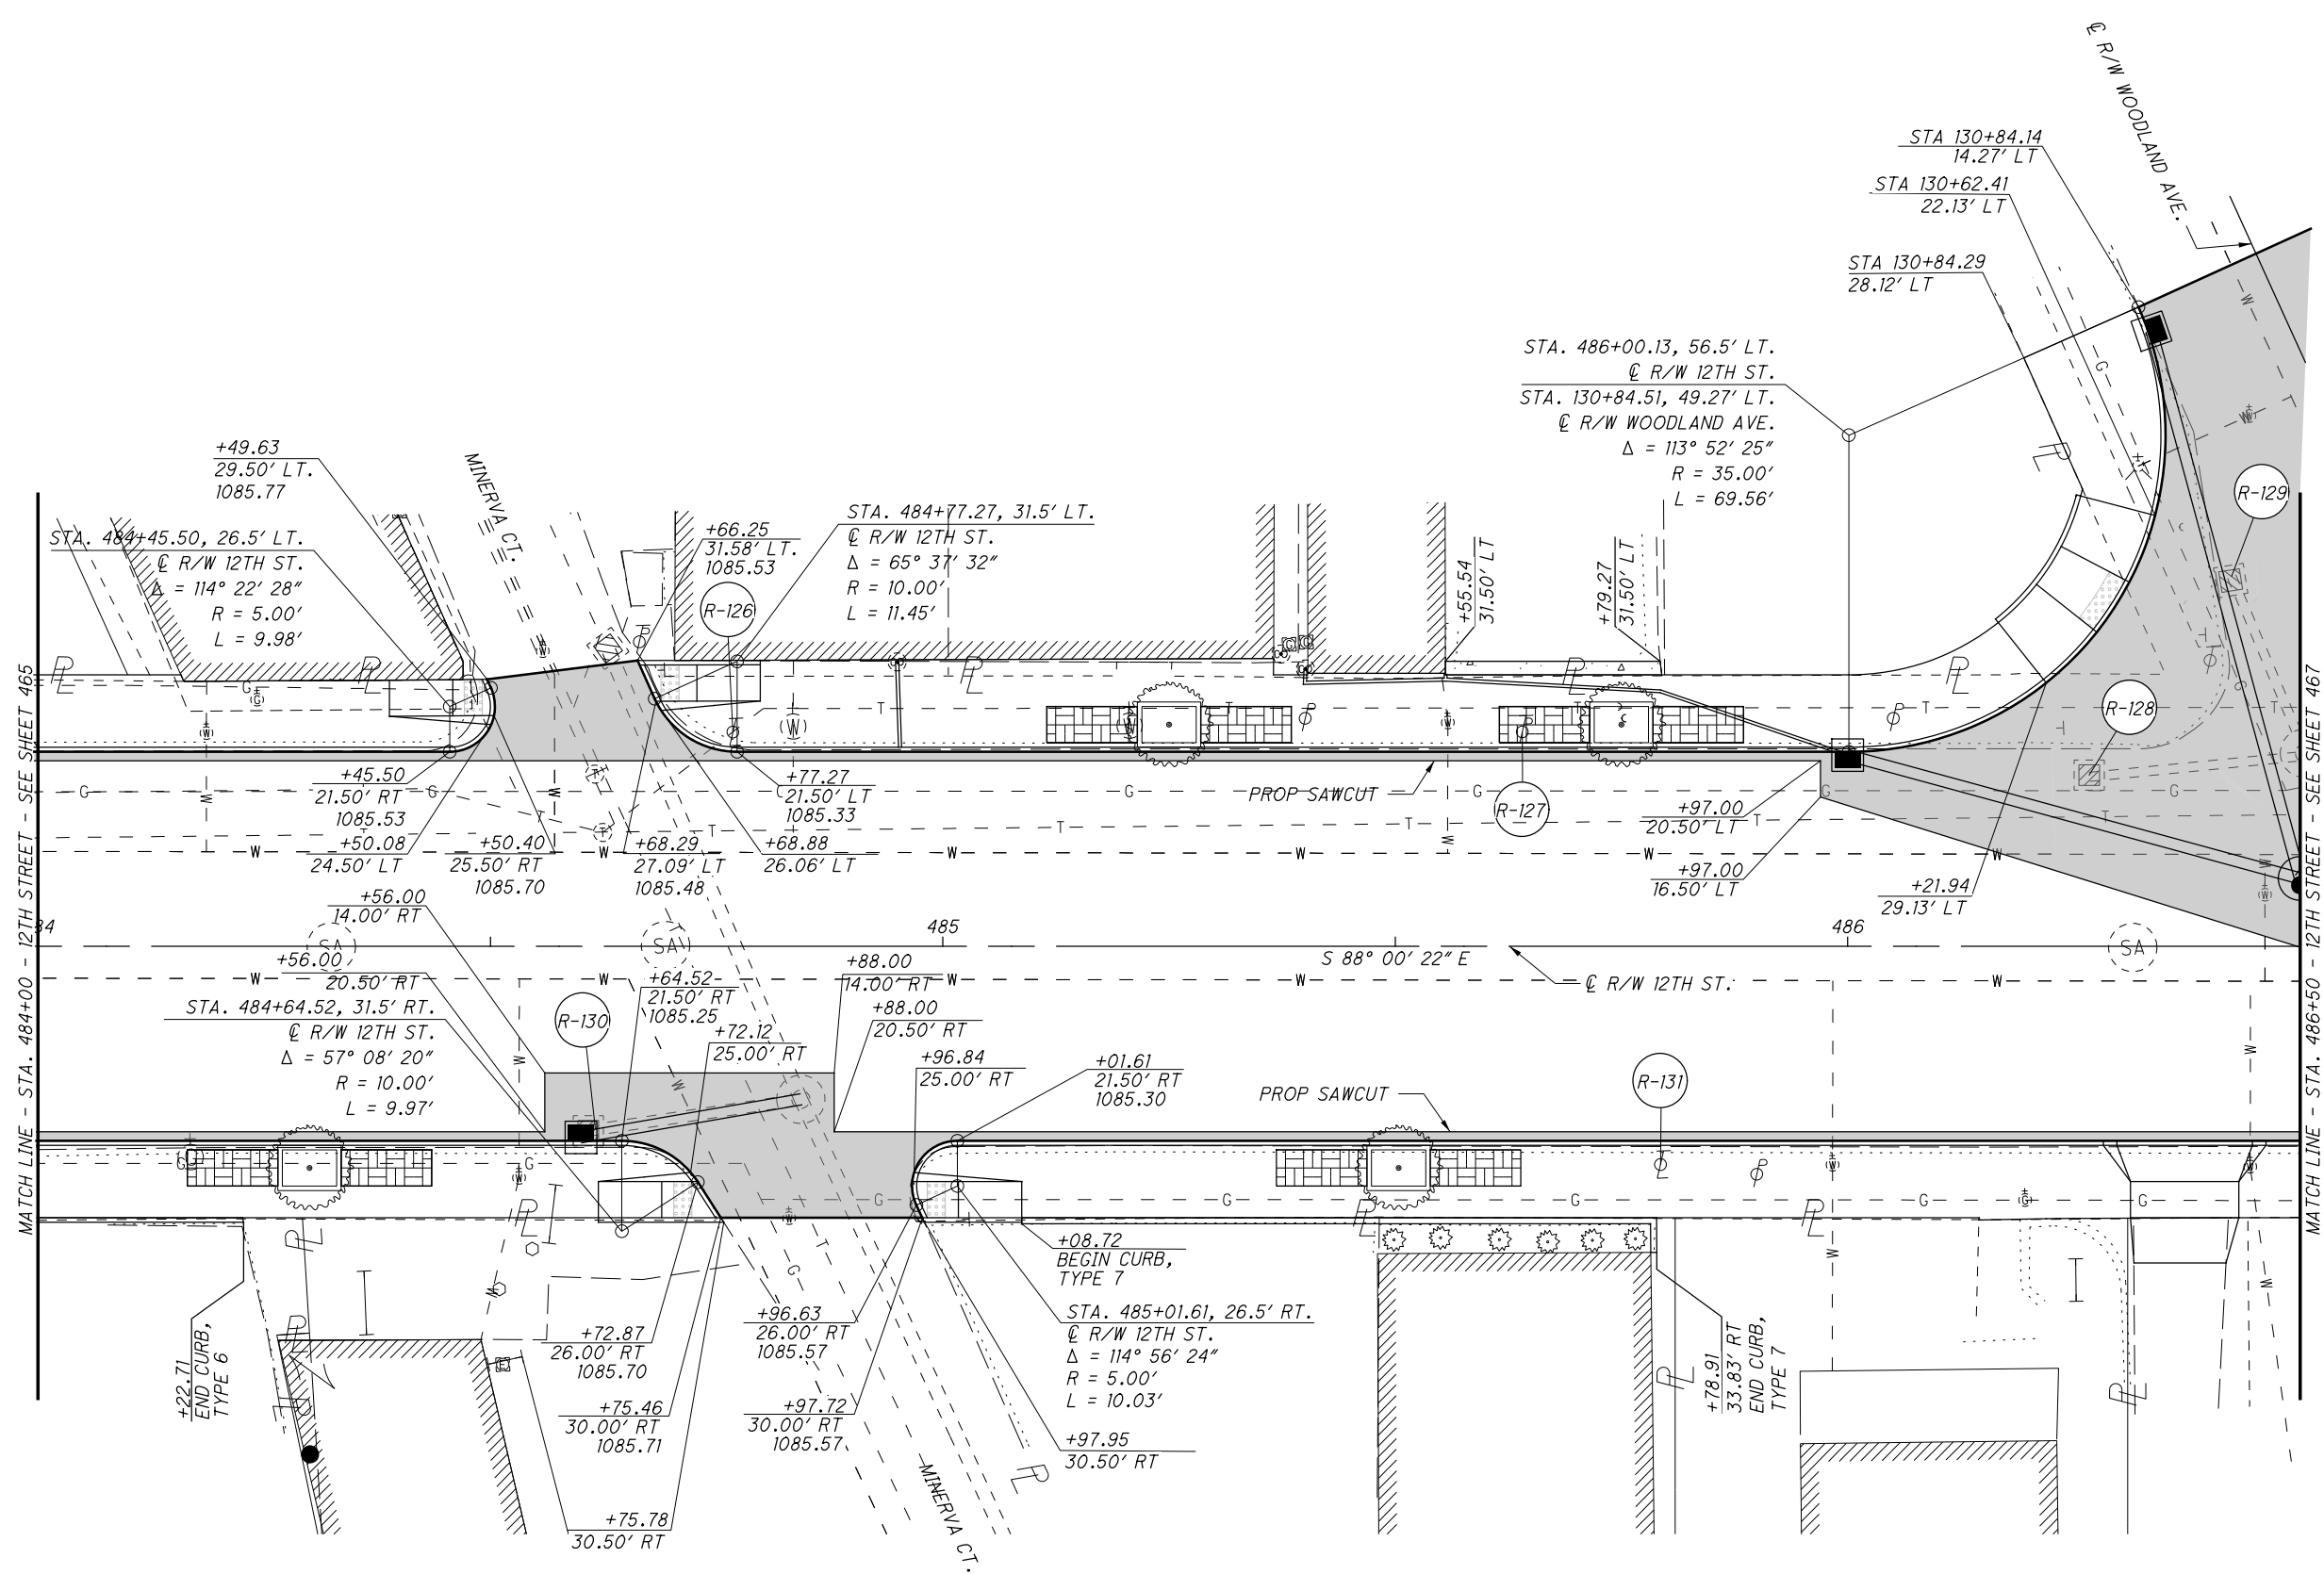 ℄ R/W WOODLAND AVE.
STA 130+84.14
14.27' LT
STA 130+62.41
22.13' LT
STA 130+84.29
28.12' LT
STA. 486+00.13, 56.5' LT.
℄ R/W 12TH ST.
STA. 130+84.51, 49.27' LT.
℄ R/W WOODLAND AVE.
Δ = 113° 52' 25"
R = 35.00'
L = 69.56'
+49.63
29.50' LT.
1085.77
STA. 484+45.50, 26.5' LT.
℄ R/W 12TH ST.
Δ = 114° 22' 28"
R = 5.00'
L = 9.98'
MINERVA CT.
+66.25
31.58' LT.
1085.53
R-126
STA. 484+77.27, 31.5' LT.
℄ R/W 12TH ST.
Δ = 65° 37' 32"
R = 10.00'
L = 11.45'
+55.54
31.50' LT
+79.27
31.50' LT
R-129
R-128
R-127
MATCH LINE - STA. 484+00 - 12TH STREET - SEE SHEET 465
MATCH LINE - STA. 486+50 - 12TH STREET - SEE SHEET 467
+45.50
21.50' RT
1085.53
+50.08
24.50' LT
+50.40
25.50' RT
1085.70
+77.27
21.50' LT
1085.33
+68.29
27.09' LT
1085.48
+68.88
26.06' LT
PROP SAWCUT
+97.00
20.50' LT
+97.00
16.50' LT
+21.94
29.13' LT
+56.00
14.00' RT
84
485
486
SA
SA
SA
S 88° 00' 22" E
℄ R/W 12TH ST.
+56.00
20.50' RT
STA. 484+64.52, 31.5' RT.
℄ R/W 12TH ST.
Δ = 57° 08' 20"
R = 10.00'
L = 9.97'
R-130
+64.52
21.50' RT
1085.25
+72.12
25.00' RT
+88.00
14.00' RT
+88.00
20.50' RT
+96.84
25.00' RT
+01.61
21.50' RT
1085.30
PROP SAWCUT
R-131
+22.71
END CURB,
TYPE 6
+72.87
26.00' RT
1085.70
+75.46
30.00' RT
1085.71
+75.78
30.50' RT
+96.63
26.00' RT
1085.57
+97.72
30.00' RT
1085.57
+08.72
BEGIN CURB,
TYPE 7
STA. 485+01.61, 26.5' RT.
℄ R/W 12TH ST.
Δ = 114° 56' 24"
R = 5.00'
L = 10.03'
+97.95
30.50' RT
MINERVA CT.
+78.91
33.83' RT
END CURB,
TYPE 7